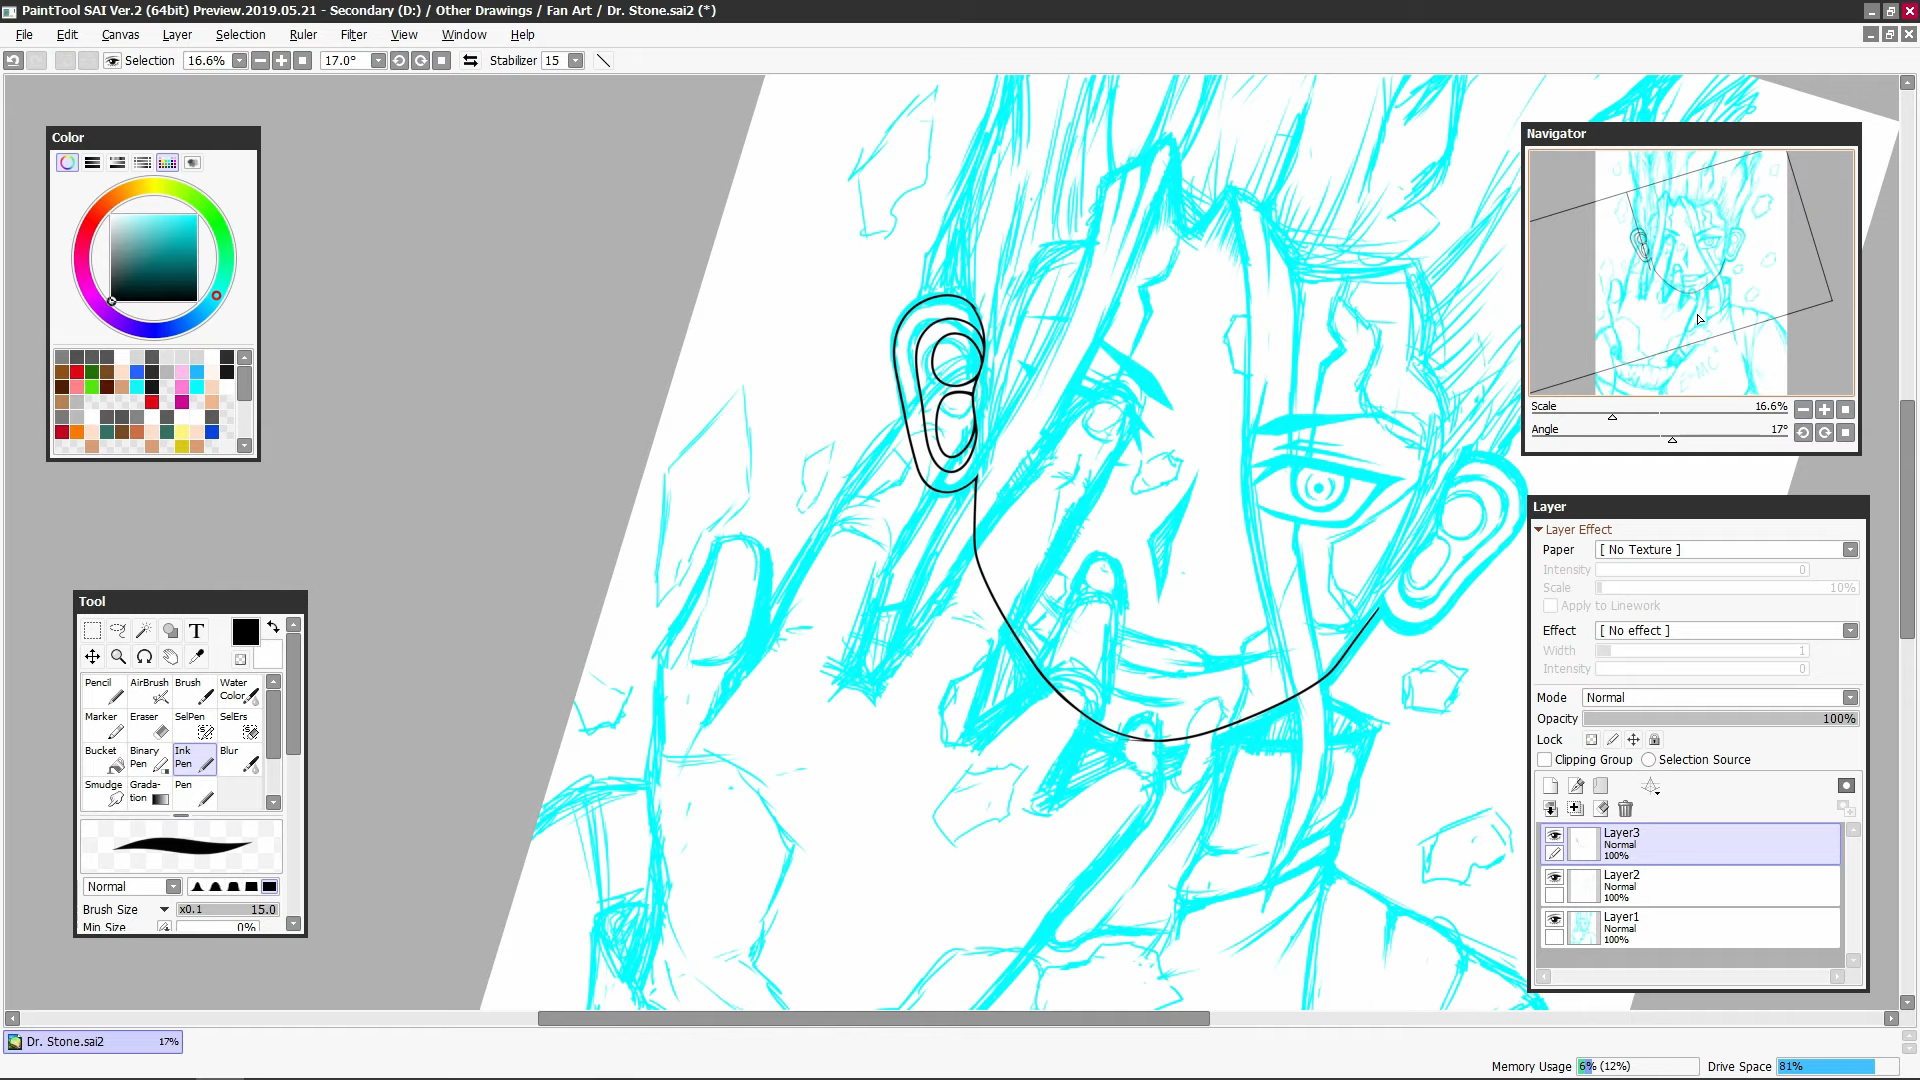 PaintTool SAI Ver.2 (64bit) Preview.2019.05.21 - Secondary (D:) / Other Drawings / Fan Art / Dr. Stone.sai2 (*)
File Edit Canvas Layer Selection Ruler Filter View Window Help
Selection 16.6% 17.0° Stabilizer 15
Color
Navigator
Scale 16.6%
Angle 17°
Layer
Layer Effect
Paper [ No Texture ]
Intensity 0
Scale 10%
Apply to Linework
Effect [ No effect ]
Width 1
Intensity 0
Mode Normal
Opacity 100%
Lock
Clipping Group Selection Source
Layer3
Normal
100%
Layer2
Normal
100%
Layer1
Normal
100%
Tool
T
Pencil AirBrush Brush Water Color
Marker Eraser SelPen SelErs
Bucket Binary Pen Ink Pen Blur
Smudge Grada-tion Pen
Normal
Brush Size x0.1 15.0
Min Size 0%
E=MC
Dr. Stone.sai2 17%
Memory Usage 6% (12%) Drive Space 81%